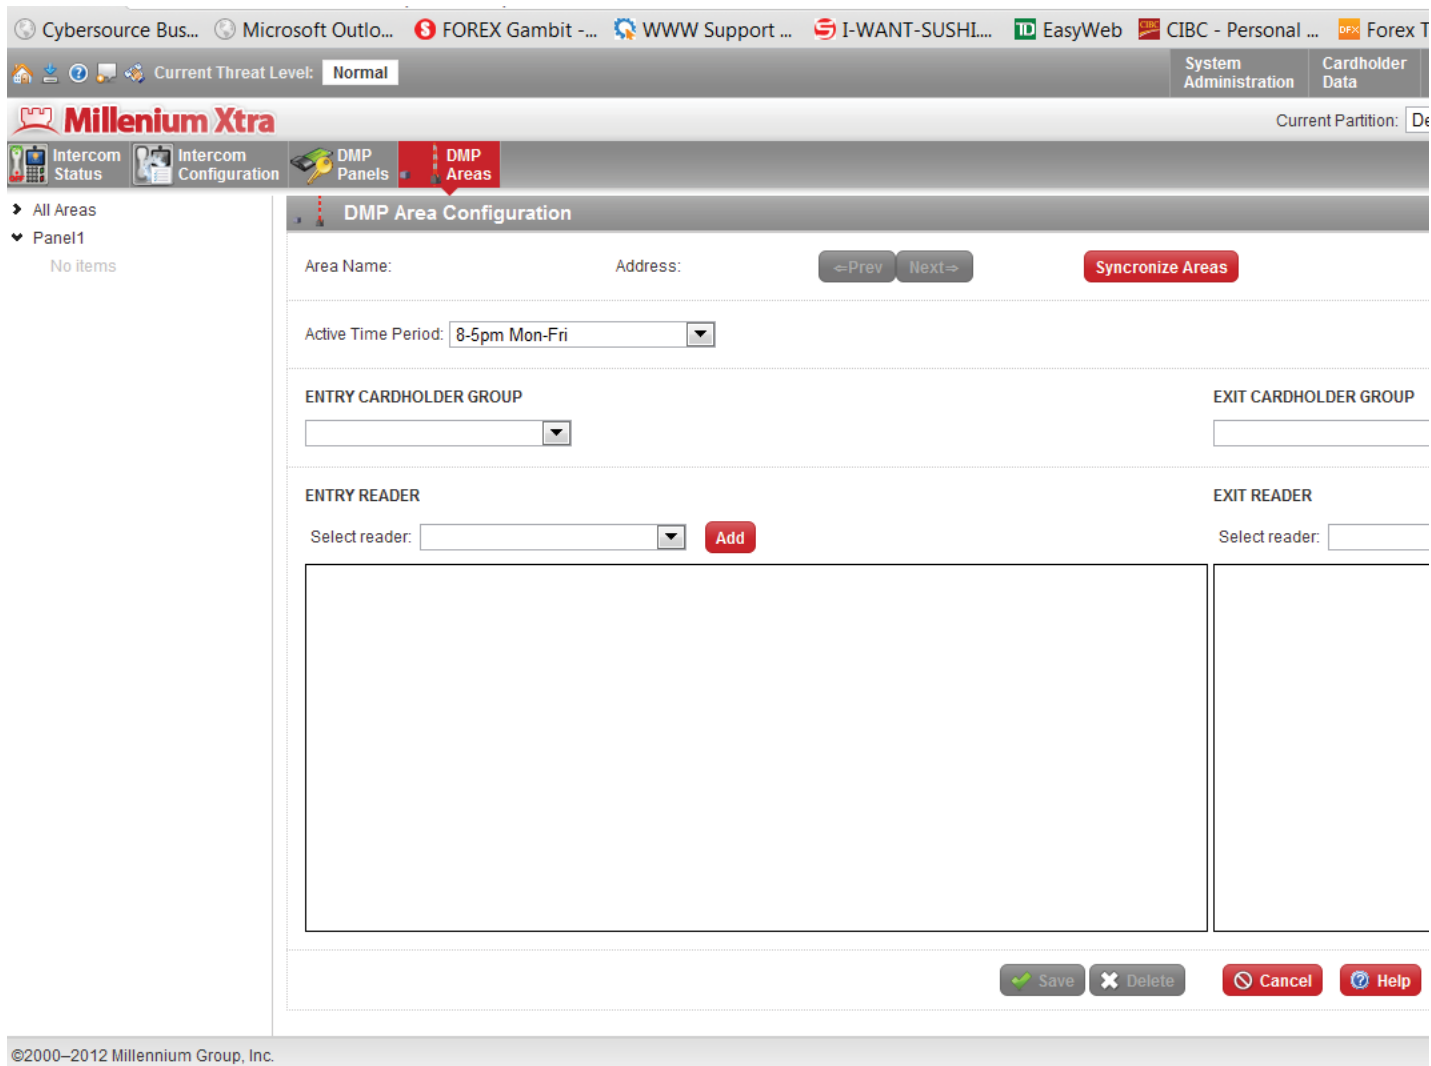 Cybersource Bus... Microsoft Outlo... FOREX Gambit -... WWW Support ... I-WANT-SUSHI.... EasyWeb CIBC - Personal ... Forex T
Current Threat Level: Normal
System Administration
Cardholder Data
Millenium Xtra
Current Partition: De
Intercom Status
Intercom Configuration
DMP Panels
DMP Areas
All Areas
Panel1
No items
DMP Area Configuration
Area Name: Address: Prev Next Syncronize Areas
Active Time Period: 8-5pm Mon-Fri
ENTRY CARDHOLDER GROUP EXIT CARDHOLDER GROUP
ENTRY READER EXIT READER
Select reader: Add Select reader:
Save Delete Cancel Help
©2000–2012 Millennium Group, Inc.